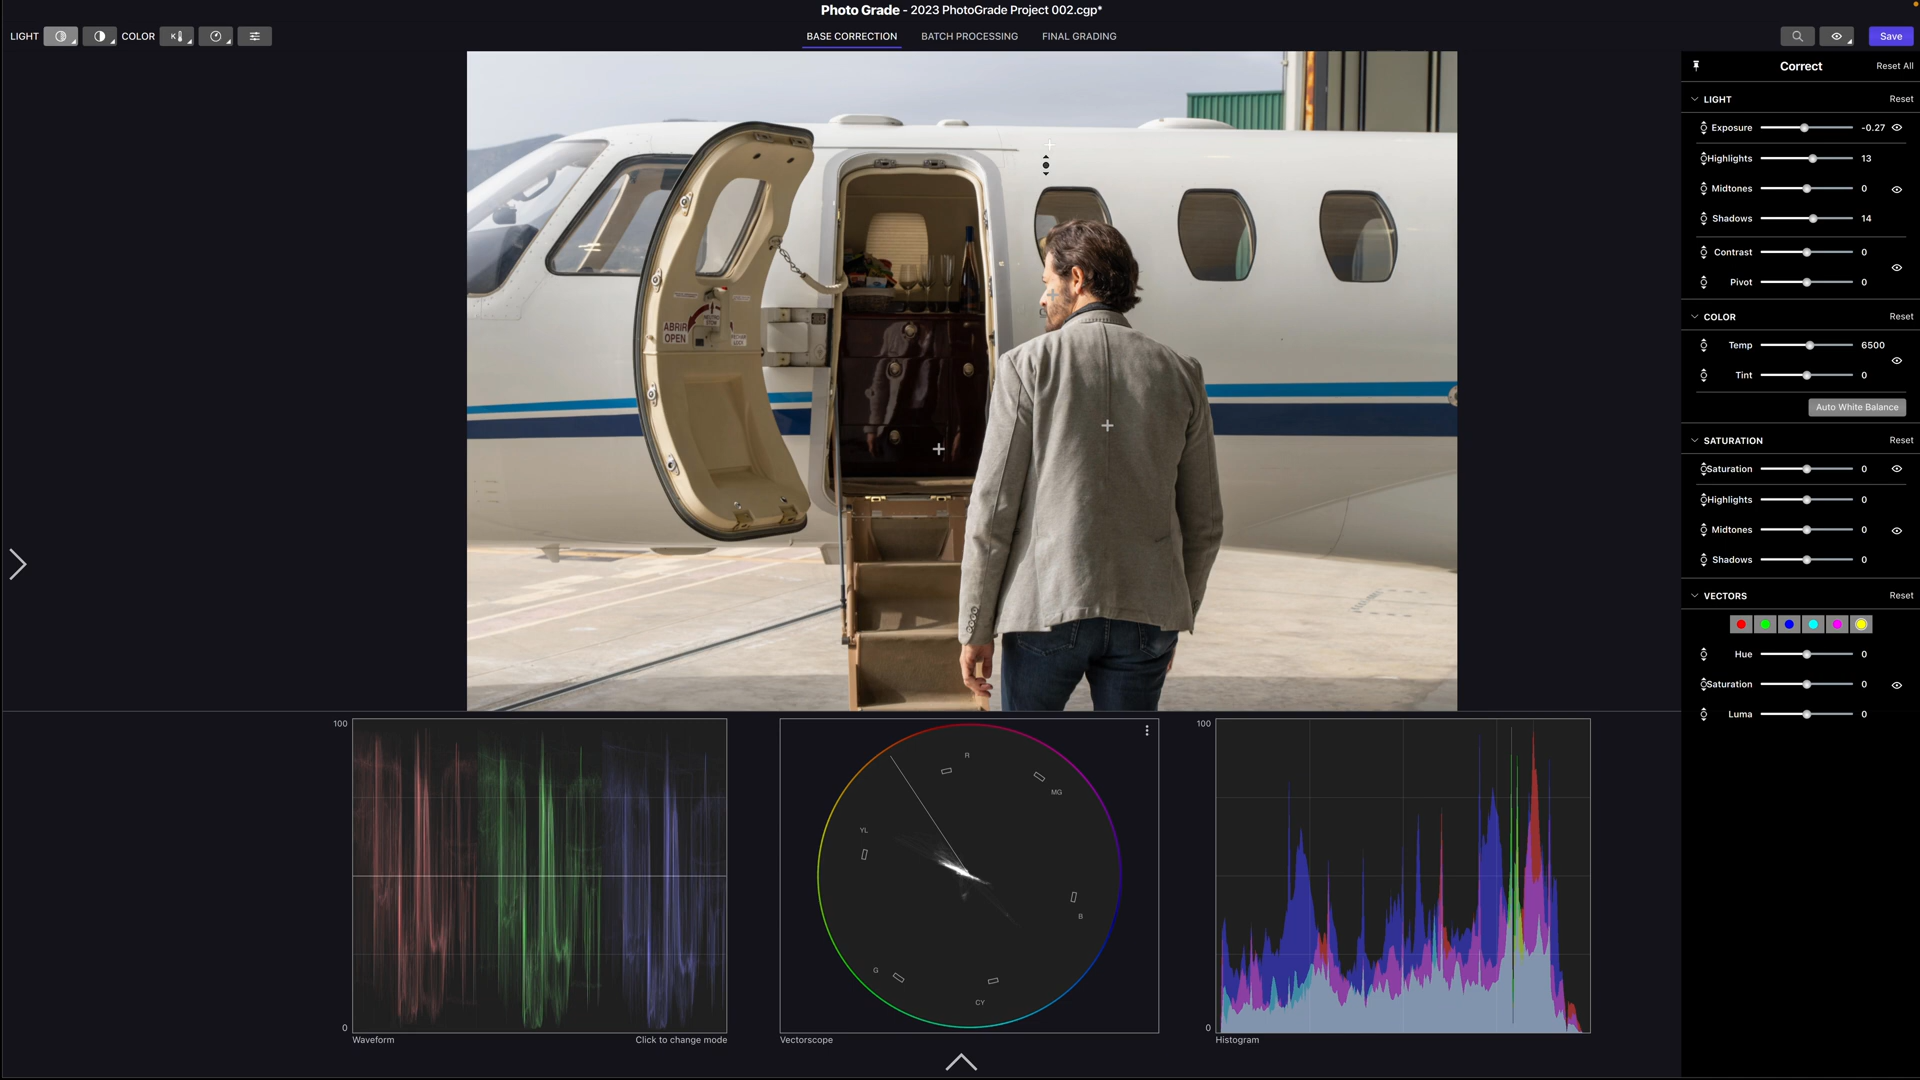 Photo Grade - 2023 PhotoGrade Project 002.cgp*
LIGHT
COLOR
K
BASE CORRECTION
BATCH PROCESSING
FINAL GRADING
Save
Correct
Reset All
LIGHT
Reset
Exposure
-0.27
Highlights
13
Midtones
0
Shadows
14
Contrast
0
Pivot
0
COLOR
Reset
Temp
6500
Tint
0
Auto White Balance
SATURATION
Reset
Saturation
0
Highlights
0
Midtones
0
Shadows
0
VECTORS
Reset
Hue
0
Saturation
0
Luma
0
ABRIR
OPEN
100
0
Waveform
Click to change mode
R
MG
YL
B
G
CY
Vectorscope
100
0
Histogram